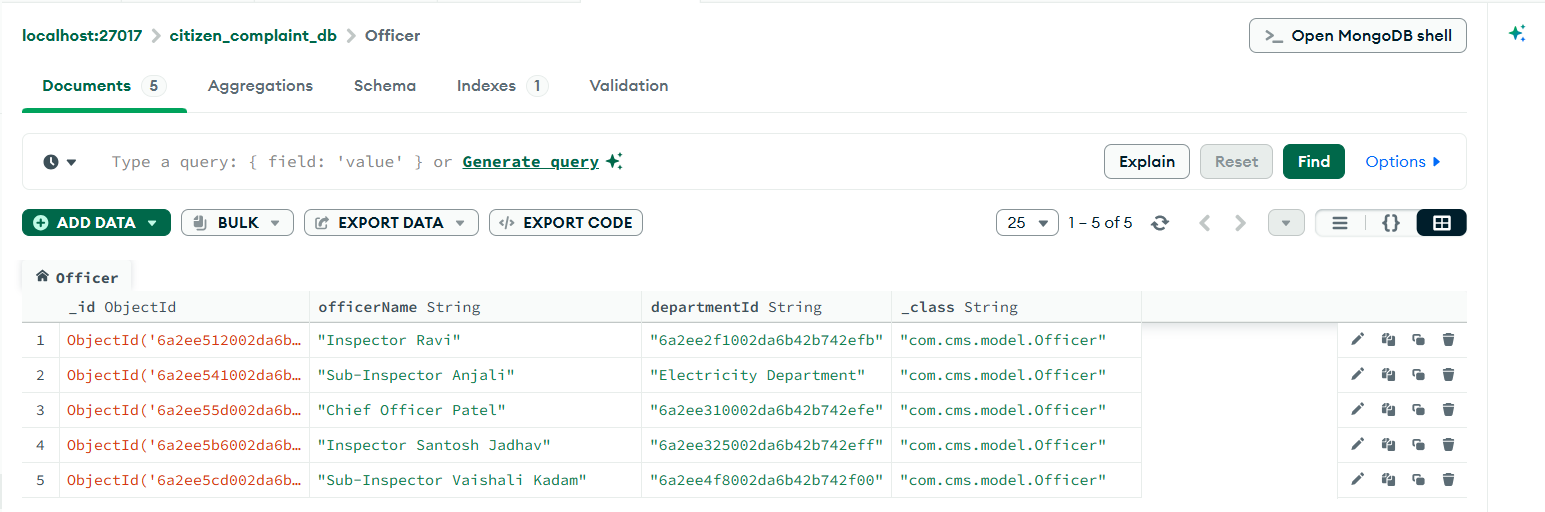 localhost:27017 > citizen_complaint_db > Officer
>_ Open MongoDB shell
Documents 5 Aggregations Schema Indexes 1 Validation
Type a query: { field: 'value' } or Generate query
Explain Reset Find Options
ADD DATA BULK EXPORT DATA </> EXPORT CODE 25 1 – 5 of 5 {}
Officer
_id ObjectId officerName String departmentId String _class String
1 ObjectId('6a2ee512002da6b… "Inspector Ravi" "6a2ee2f1002da6b42b742efb" "com.cms.model.Officer"
2 ObjectId('6a2ee541002da6b… "Sub-Inspector Anjali" "Electricity Department" "com.cms.model.Officer"
3 ObjectId('6a2ee55d002da6b… "Chief Officer Patel" "6a2ee310002da6b42b742efe" "com.cms.model.Officer"
4 ObjectId('6a2ee5b6002da6b… "Inspector Santosh Jadhav" "6a2ee325002da6b42b742eff" "com.cms.model.Officer"
5 ObjectId('6a2ee5cd002da6b… "Sub-Inspector Vaishali Kadam" "6a2ee4f8002da6b42b742f00" "com.cms.model.Officer"